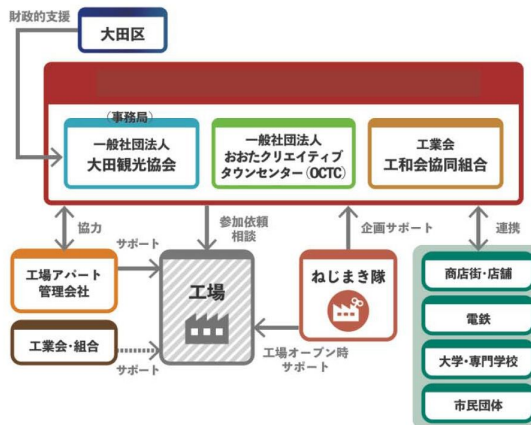 財政的支援
大田区
(事務局)
一般社団法人
大田観光協会
一般社団法人
おおたクリエイティブ
タウンセンター(OCTC)
工業会
工和会協同組合
協力
サポート
参加依頼
相談
企画サポート
連携
工場アパート
管理会社
工場
ねじまき隊
商店街・店舗
電鉄
工業会・組合
サポート
工場オープン時
サポート
大学・専門学校
市民団体